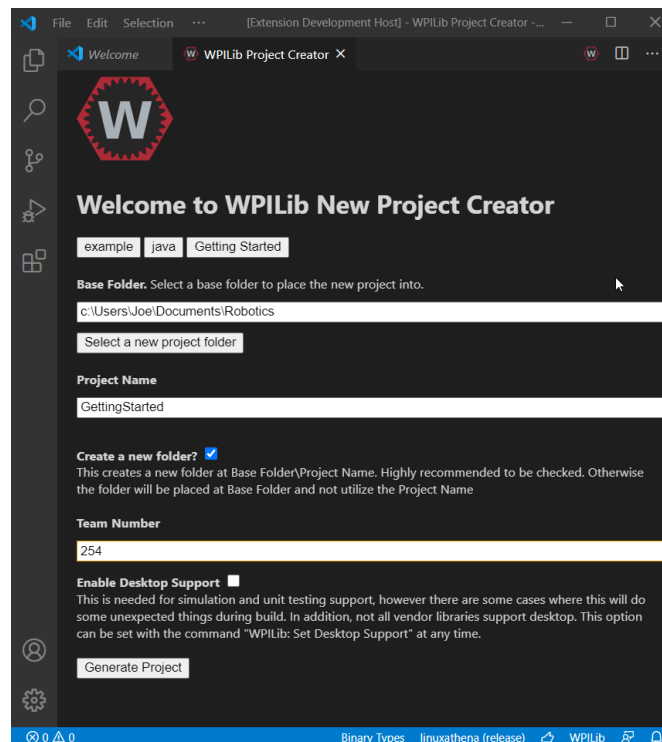 File Edit Selection ··· [Extension Development Host] - WPILib Project Creator -...
Welcome
WPILib Project Creator
W
Welcome to WPILib New Project Creator
example java Getting Started
Base Folder. Select a base folder to place the new project into.
c:\Users\Joe\Documents\Robotics
Select a new project folder
Project Name
GettingStarted
Create a new folder?
This creates a new folder at Base Folder\Project Name. Highly recommended to be checked. Otherwise
the folder will be placed at Base Folder and not utilize the Project Name
Team Number
254
Enable Desktop Support
This is needed for simulation and unit testing support, however there are some cases where this will do
some unexpected things during build. In addition, not all vendor libraries support desktop. This option
can be set with the command "WPILib: Set Desktop Support" at any time.
Generate Project
0 0 Binary Types linuxathena (release) WPILib